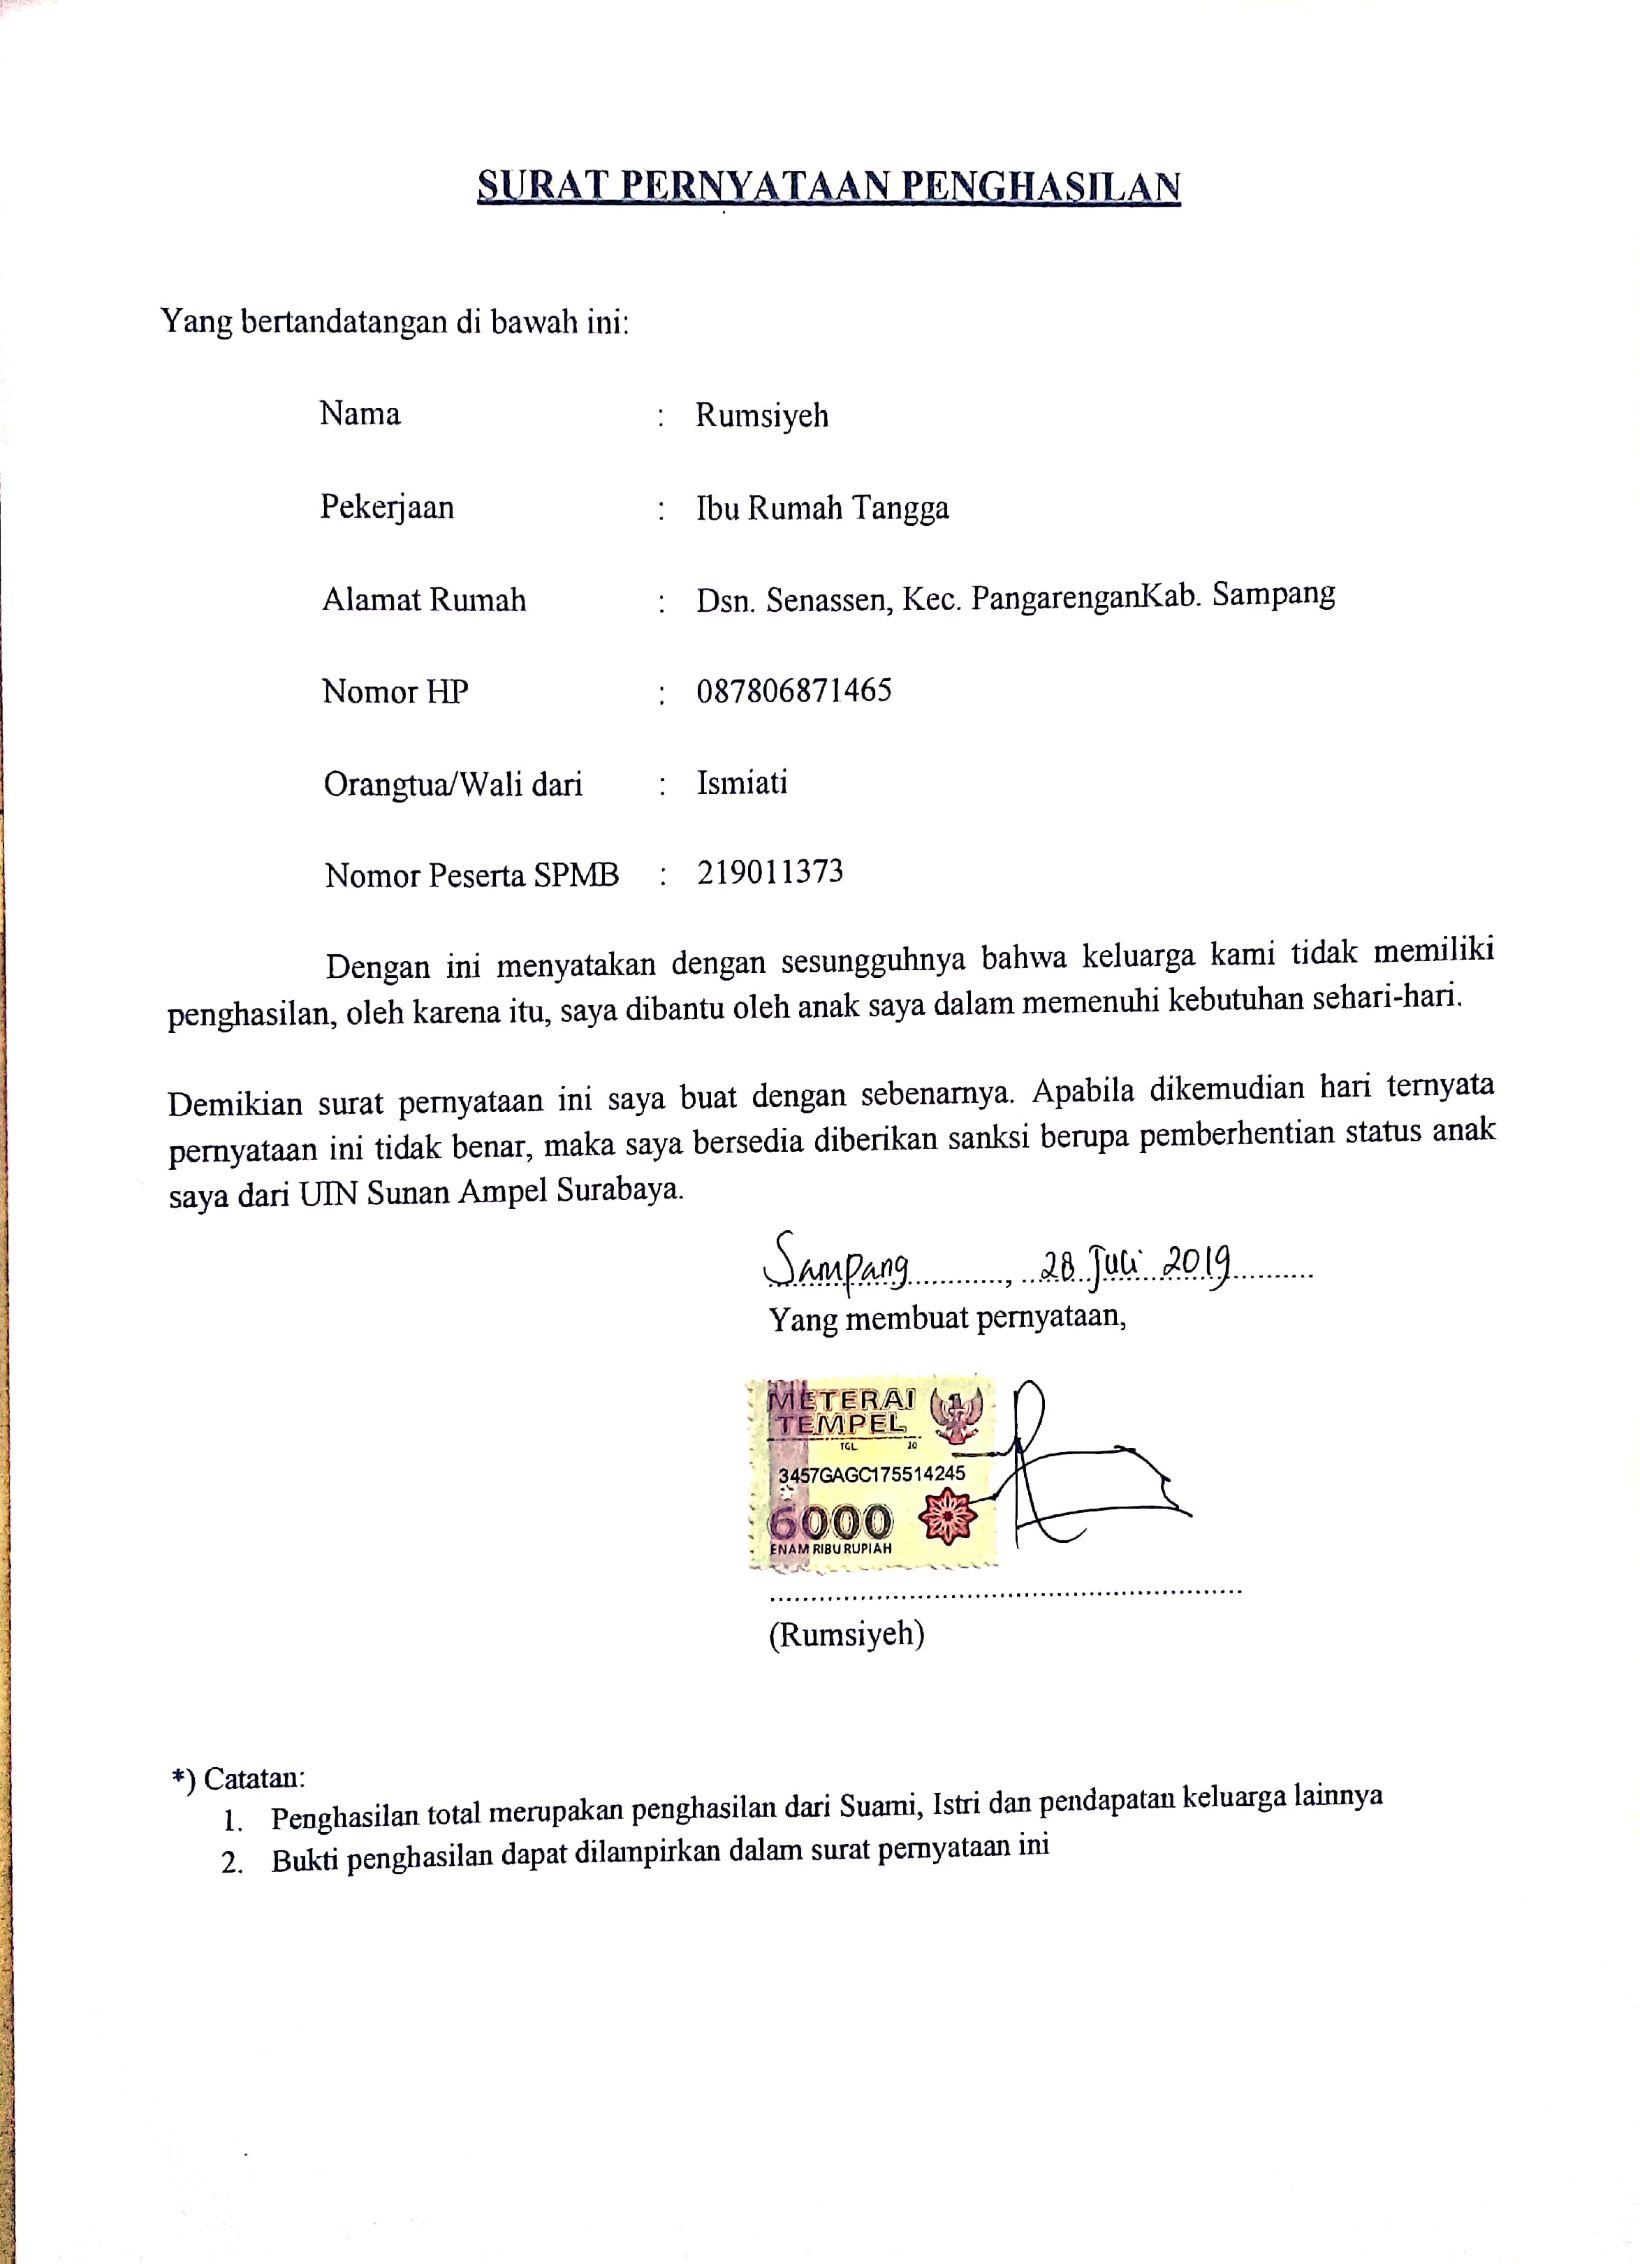 SURAT PERNYATAAN PENGHASILAN
Yang bertandatangan di bawah ini:
Nama : Rumsiyeh
Pekerjaan : Ibu Rumah Tangga
Alamat Rumah : Dsn. Senassen, Kec. PangarenganKab. Sampang
Nomor HP : 087806871465
Orangtua/Wali dari : Ismiati
Nomor Peserta SPMB : 219011373
Dengan ini menyatakan dengan sesungguhnya bahwa keluarga kami tidak memiliki
penghasilan, oleh karena itu, saya dibantu oleh anak saya dalam memenuhi kebutuhan sehari-hari.
Demikian surat pernyataan ini saya buat dengan sebenarnya. Apabila dikemudian hari ternyata
pernyataan ini tidak benar, maka saya bersedia diberikan sanksi berupa pemberhentian status anak
saya dari UIN Sunan Ampel Surabaya.
Sampang............, ...28 Juli 2019..........
Yang membuat pernyataan,
METERAI
TEMPEL
TGL 20
3457GAGC175514245
6000
ENAM RIBU RUPIAH
............................................................
(Rumsiyeh)
*) Catatan:
1. Penghasilan total merupakan penghasilan dari Suami, Istri dan pendapatan keluarga lainnya
2. Bukti penghasilan dapat dilampirkan dalam surat pernyataan ini